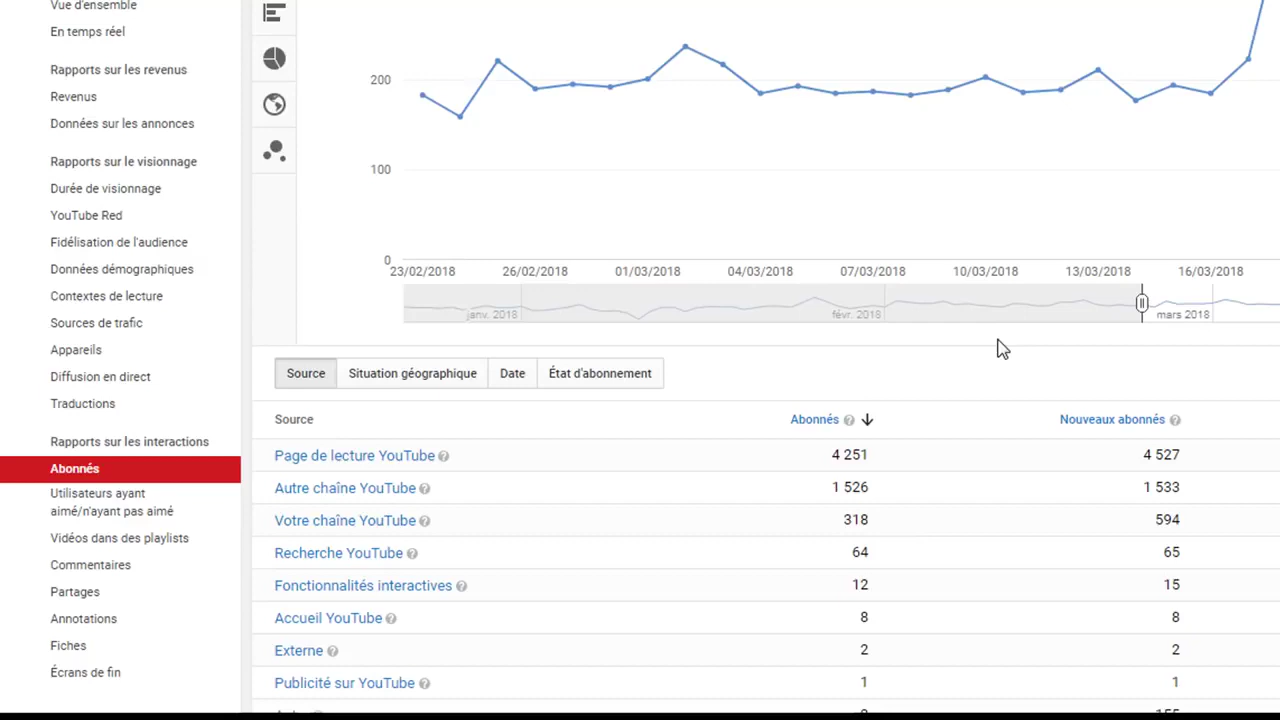 Vue d'ensemble
En temps réel
Rapports sur les revenus
Revenus
Données sur les annonces
Rapports sur le visionnage
Durée de visionnage
YouTube Red
Fidélisation de l'audience
Données démographiques
Contextes de lecture
Sources de trafic
Appareils
Diffusion en direct
Traductions
Rapports sur les interactions
Abonnés
Utilisateurs ayant
aimé/n'ayant pas aimé
Vidéos dans des playlists
Commentaires
Partages
Annotations
Fiches
Écrans de fin
200
100
0
23/02/2018 26/02/2018 01/03/2018 04/03/2018 07/03/2018 10/03/2018 13/03/2018 16/03/2018
janv. 2018 févr. 2018 mars 2018
Source Situation géographique Date État d'abonnement
Source Abonnés Nouveaux abonnés
Page de lecture YouTube 4 251 4 527
Autre chaîne YouTube 1 526 1 533
Votre chaîne YouTube 318 594
Recherche YouTube 64 65
Fonctionnalités interactives 12 15
Accueil YouTube 8 8
Externe 2 2
Publicité sur YouTube 1 1